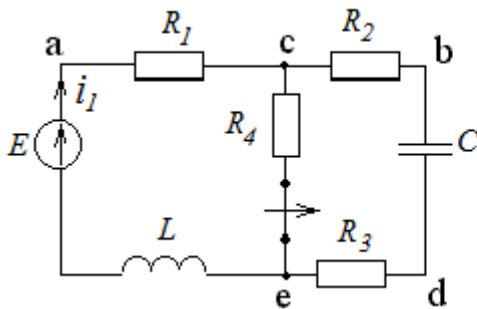 a R₁ c R₂ b
i₁
E R₄ C
L R₃
e d